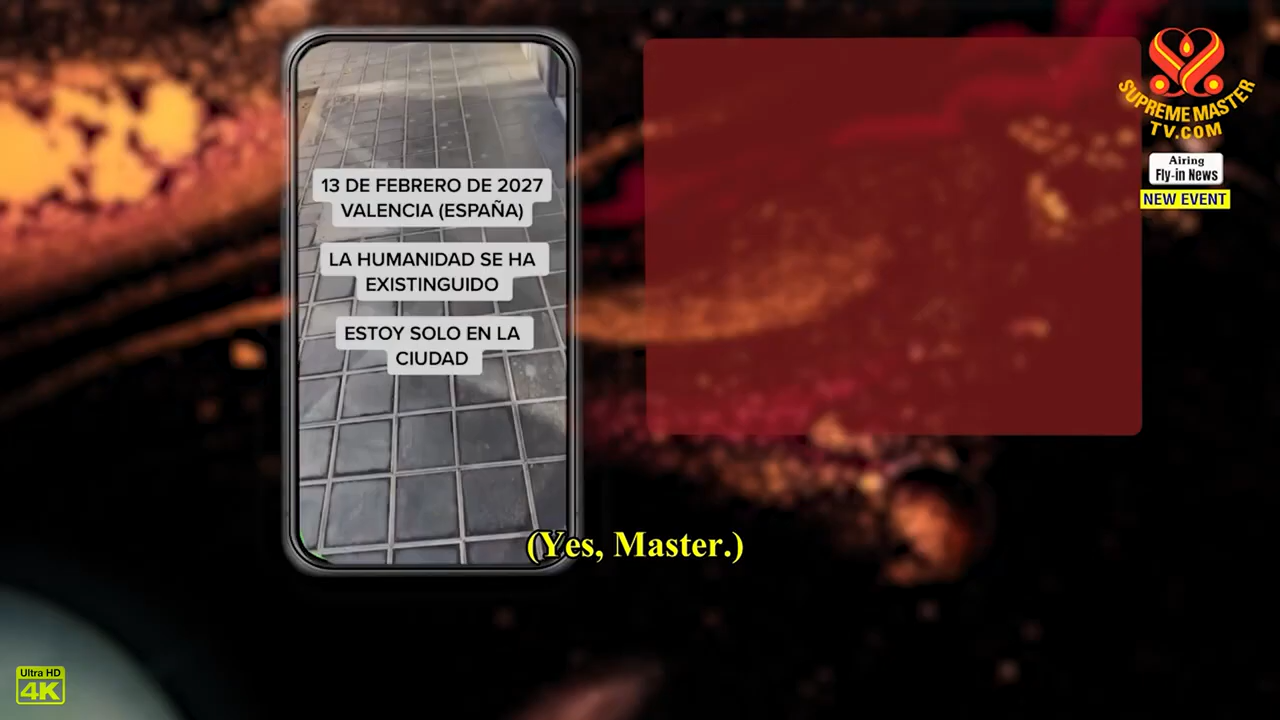 13 DE FEBRERO DE 2027
VALENCIA (ESPAÑA)
LA HUMANIDAD SE HA
EXISTINGUIDO
ESTOY SOLO EN LA
CIUDAD
SUPREME MASTER
TV.COM
Airing
Fly-in News
NEW EVENT
(Yes, Master.)
Ultra HD
4K